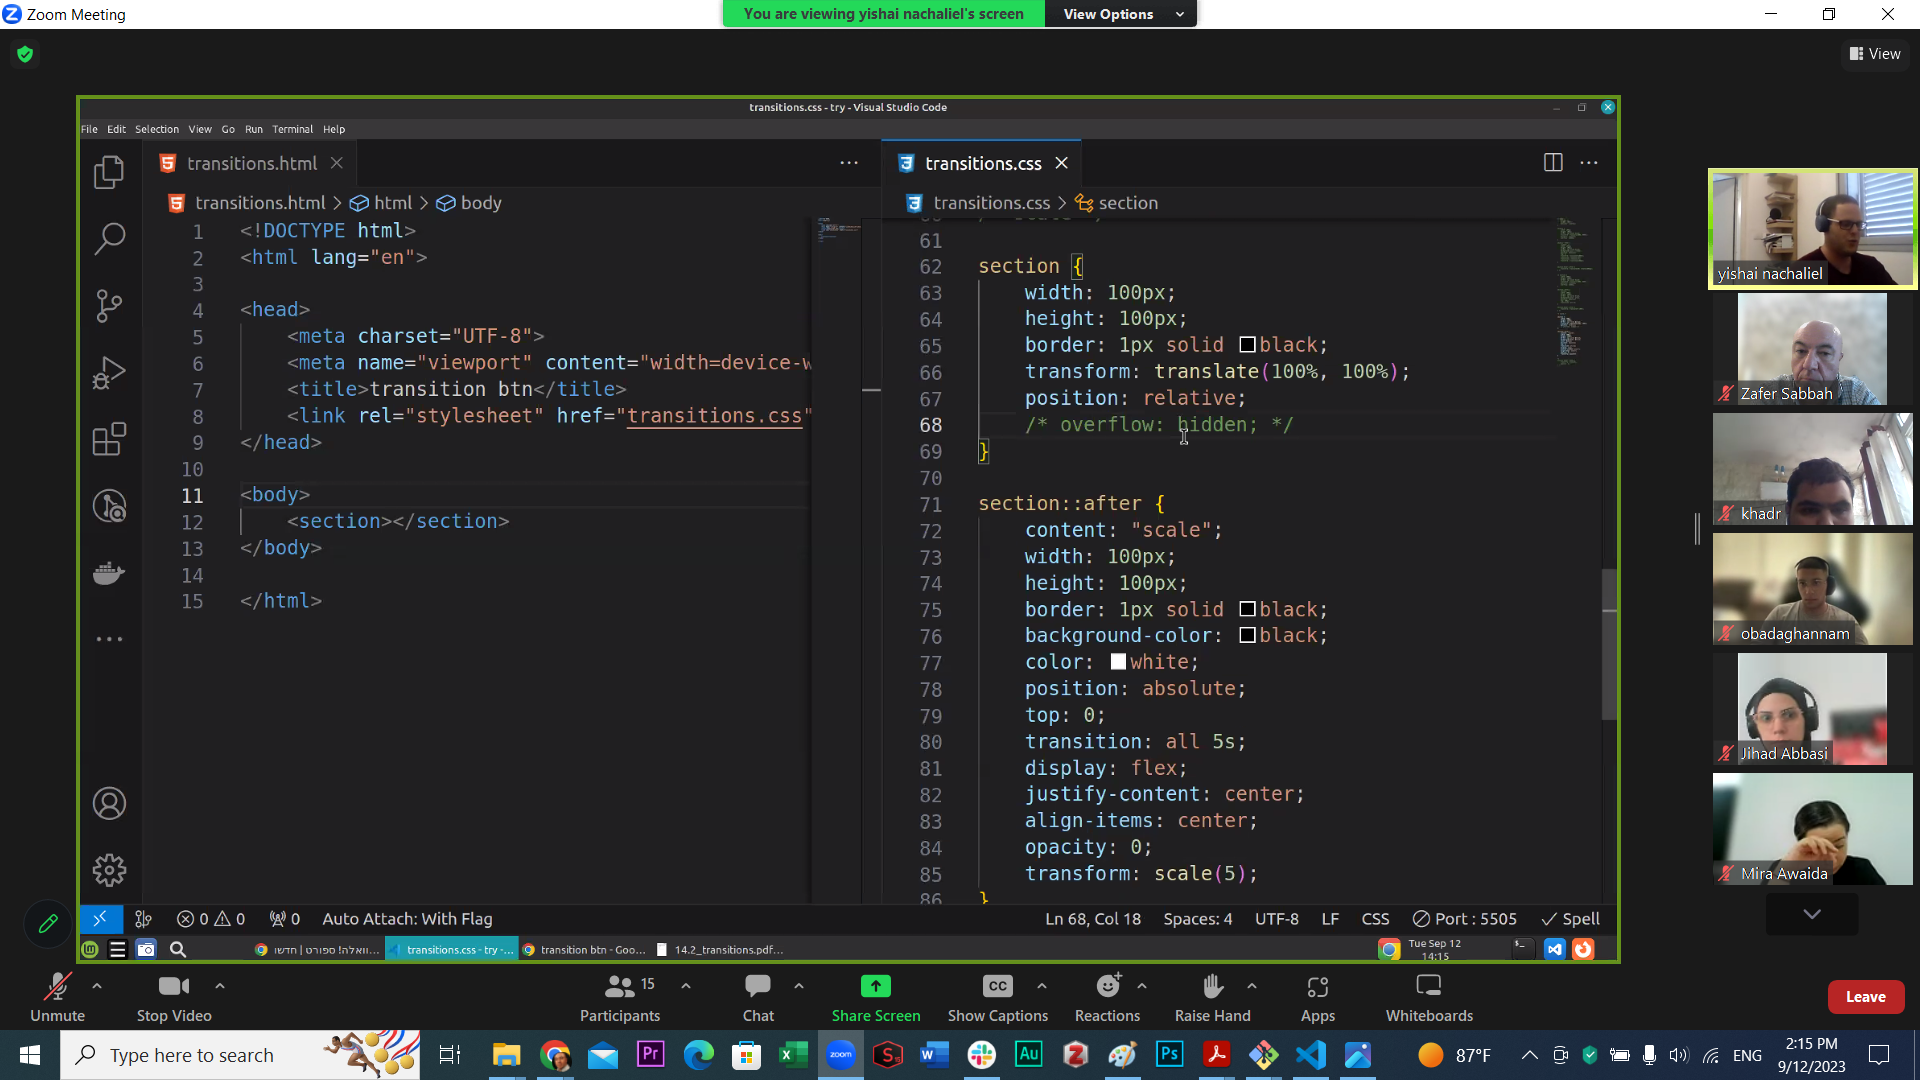 Zoom Meeting
You are viewing yishai nachaliel's screen
View Options
View
transitions.css - try - Visual Studio Code
File Edit Selection View Go Run Terminal Help
transitions.html
transitions.html > html > body
1 <!DOCTYPE html>
2 <html lang="en">
3
4 <head>
5 <meta charset="UTF-8">
6 <meta name="viewport" content="width=device-w
7 <title>transition btn</title>
8 <link rel="stylesheet" href="transitions.css"
9 </head>
10
11 <body>
12 <section></section>
13 </body>
14
15 </html>
transitions.css
transitions.css > section
61
62 section {
63 width: 100px;
64 height: 100px;
65 border: 1px solid black;
66 transform: translate(100%, 100%);
67 position: relative;
68 /* overflow: hidden; */
69 }
70
71 section::after {
72 content: "scale";
73 width: 100px;
74 height: 100px;
75 border: 1px solid black;
76 background-color: black;
77 color: white;
78 position: absolute;
79 top: 0;
80 transition: all 5s;
81 display: flex;
82 justify-content: center;
83 align-items: center;
84 opacity: 0;
85 transform: scale(5);
86 }
0 0 0 Auto Attach: With Flag
Ln 68, Col 18 Spaces: 4 UTF-8 LF CSS Port : 5505 Spell
וואלה! ספורט | חדשו...
transitions.css - try -...
transition btn - Goo...
14.2_transitions.pdf...
Tue Sep 12
14:15
yishai nachaliel
Zafer Sabbah
khadr
obadaghannam
Jihad Abbasi
Mira Awaida
Unmute
Stop Video
15
Participants
Chat
Share Screen
CC
Show Captions
Reactions
Raise Hand
Apps
Whiteboards
Leave
Type here to search
Pr
zoom
Au
Ps
87°F
ENG
2:15 PM
9/12/2023